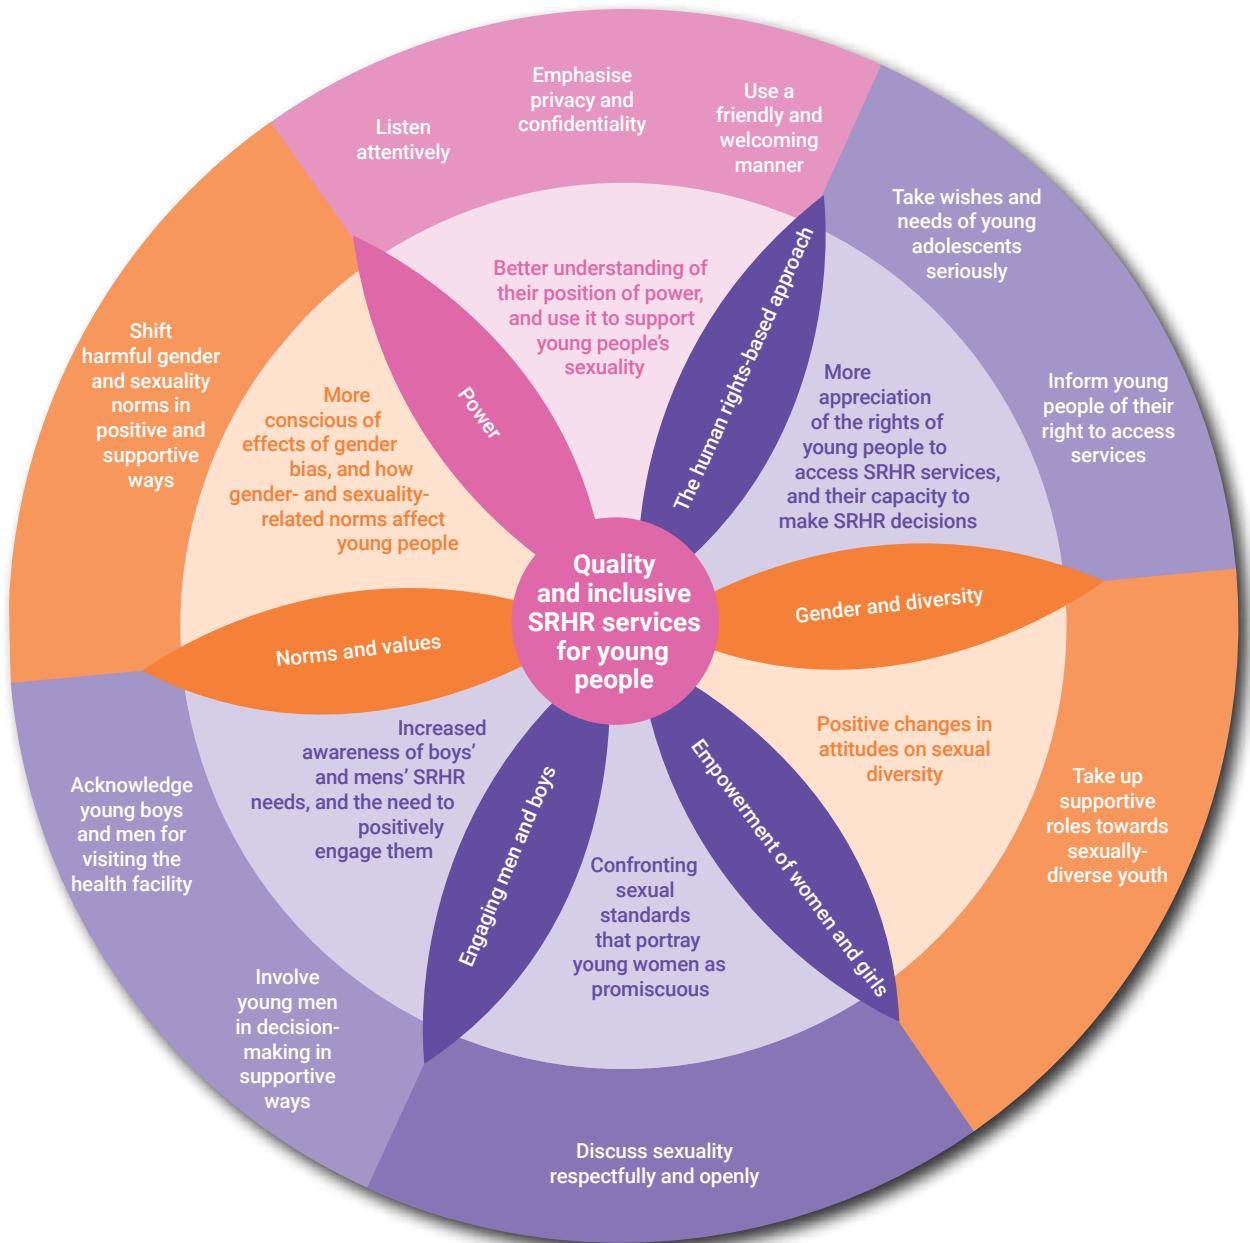 Emphasise
privacy and
confidentiality
Use a
friendly and
welcoming
manner
Listen
attentively
Take wishes and
needs of young
adolescents
seriously
Better understanding of
their position of power,
and use it to support
young people's
sexuality
The human rights-based approach
Shift
harmful gender
and sexuality
norms in
positive and
supportive
ways
More
conscious of
effects of gender
bias, and how
gender- and sexuality-
related norms affect
young people
Power
More
appreciation
of the rights of
young people to
access SRHR services,
and their capacity to
make SRHR decisions
Inform young
people of their
right to access
services
Quality
and inclusive
SRHR services
for young
people
Gender and diversity
Norms and values
Increased
awareness of boys'
and mens' SRHR
needs, and the need to
positively
engage them
Engaging men and boys
Empowerment of women and girls
Positive changes in
attitudes on sexual
diversity
Acknowledge
young boys
and men for
visiting the
health facility
Take up
supportive
roles towards
sexually-
diverse youth
Confronting
sexual
standards
that portray
young women as
promiscuous
Involve
young men
in decision-
making in
supportive
ways
Discuss sexuality
respectfully and openly